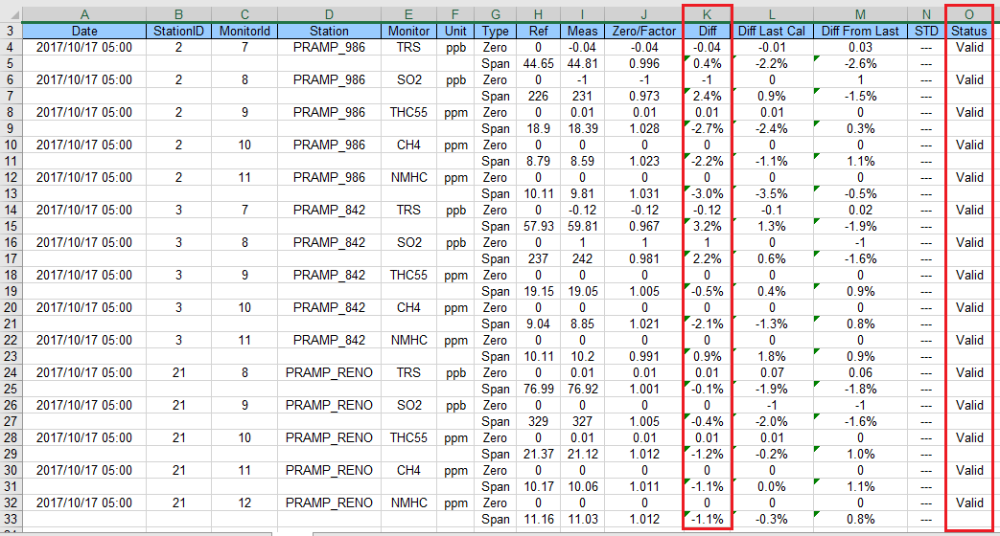 A B C D E F G H I J K L M N O
3 Date StationID MonitorId Station Monitor Unit Type Ref Meas Zero/Factor Diff Diff Last Cal Diff From Last STD Status
4 2017/10/17 05:00 2 7 PRAMP_986 TRS ppb Zero 0 -0.04 -0.04 -0.04 -0.01 0.03 --- Valid
5 Span 44.65 44.81 0.996 0.4% -2.2% -2.6% ---
6 2017/10/17 05:00 2 8 PRAMP_986 SO2 ppb Zero 0 -1 -1 -1 0 1 --- Valid
7 Span 226 231 0.973 2.4% 0.9% -1.5% ---
8 2017/10/17 05:00 2 9 PRAMP_986 THC55 ppm Zero 0 0.01 0.01 0.01 0.01 0 --- Valid
9 Span 18.9 18.39 1.028 -2.7% -2.4% 0.3% ---
10 2017/10/17 05:00 2 10 PRAMP_986 CH4 ppm Zero 0 0 0 0 0 0 --- Valid
11 Span 8.79 8.59 1.023 -2.2% -1.1% 1.1% ---
12 2017/10/17 05:00 2 11 PRAMP_986 NMHC ppm Zero 0 0 0 0 0 0 --- Valid
13 Span 10.11 9.81 1.031 -3.0% -3.5% -0.5% ---
14 2017/10/17 05:00 3 7 PRAMP_842 TRS ppb Zero 0 -0.12 -0.12 -0.12 -0.1 0.02 --- Valid
15 Span 57.93 59.81 0.967 3.2% 1.3% -1.9% ---
16 2017/10/17 05:00 3 8 PRAMP_842 SO2 ppb Zero 0 1 1 1 0 -1 --- Valid
17 Span 237 242 0.981 2.2% 0.6% -1.6% ---
18 2017/10/17 05:00 3 9 PRAMP_842 THC55 ppm Zero 0 0 0 0 0 0 --- Valid
19 Span 19.15 19.05 1.005 -0.5% 0.4% 0.9% ---
20 2017/10/17 05:00 3 10 PRAMP_842 CH4 ppm Zero 0 0 0 0 0 0 --- Valid
21 Span 9.04 8.85 1.021 -2.1% -1.3% 0.8% ---
22 2017/10/17 05:00 3 11 PRAMP_842 NMHC ppm Zero 0 0 0 0 0 0 --- Valid
23 Span 10.11 10.2 0.991 0.9% 1.8% 0.9% ---
24 2017/10/17 05:00 21 8 PRAMP_RENO TRS ppb Zero 0 0.01 0.01 0.01 0.07 0.06 --- Valid
25 Span 76.99 76.92 1.001 -0.1% -1.9% -1.8% ---
26 2017/10/17 05:00 21 9 PRAMP_RENO SO2 ppb Zero 0 0 0 0 -1 -1 --- Valid
27 Span 329 327 1.005 -0.4% -2.0% -1.6% ---
28 2017/10/17 05:00 21 10 PRAMP_RENO THC55 ppm Zero 0 0.01 0.01 0.01 0.01 0 --- Valid
29 Span 21.37 21.12 1.012 -1.2% -0.2% 1.0% ---
30 2017/10/17 05:00 21 11 PRAMP_RENO CH4 ppm Zero 0 0 0 0 0 0 --- Valid
31 Span 10.17 10.06 1.011 -1.1% 0.0% 1.1% ---
32 2017/10/17 05:00 21 12 PRAMP_RENO NMHC ppm Zero 0 0 0 0 0 0 --- Valid
33 Span 11.16 11.03 1.012 -1.1% -0.3% 0.8% ---